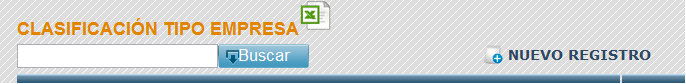 CLASIFICACIÓN TIPO EMPRESA
Buscar
NUEVO REGISTRO